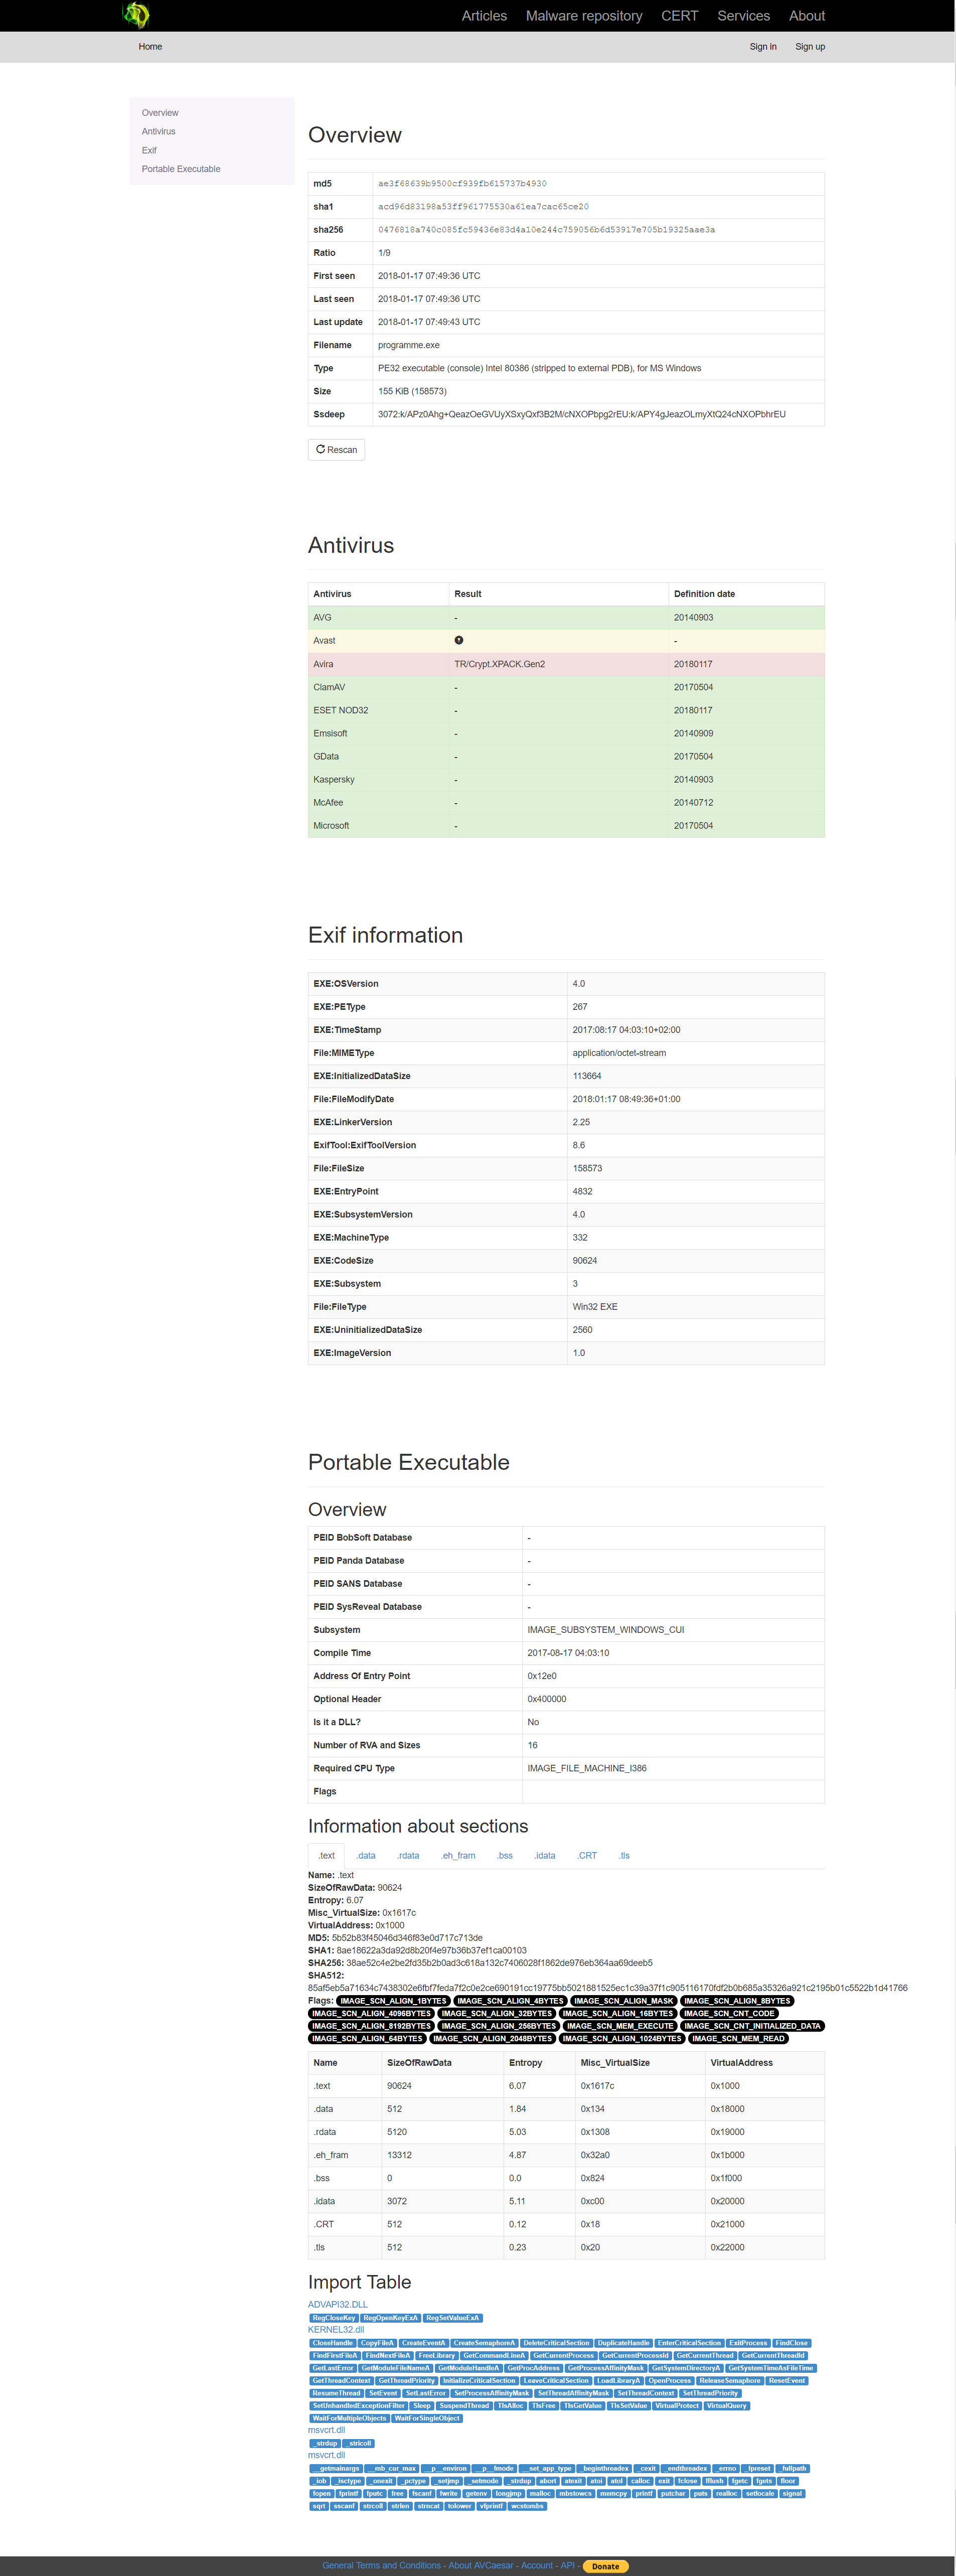 Articles Malware repository CERT Services About
Home Sign in Sign up
Overview
Antivirus
Exif
Portable Executable
Overview
md5 ae3f68639b9500cf939fb615737b4930
sha1 acd96d83198a53ff961775530a61ea7cac65ce20
sha256 0476818a740c085fc59436e83d4a10e244c759056b6d53917e705b19325aae3a
Ratio 1/9
First seen 2018-01-17 07:49:36 UTC
Last seen 2018-01-17 07:49:36 UTC
Last update 2018-01-17 07:49:43 UTC
Filename programme.exe
Type PE32 executable (console) Intel 80386 (stripped to external PDB), for MS Windows
Size 155 KiB (158573)
Ssdeep 3072:k/APz0Ahg+QeazOeGVUyXSxyQxf3B2M/cNXOPbpg2rEU:k/APY4gJeazOLmyXtQ24cNXOPbhrEU
Rescan
Antivirus
Antivirus Result Definition date
AVG - 20140903
Avast -
Avira TR/Crypt.XPACK.Gen2 20180117
ClamAV - 20170504
ESET NOD32 - 20180117
Emsisoft - 20140909
GData - 20170504
Kaspersky - 20140903
McAfee - 20140712
Microsoft - 20170504
Exif information
EXE:OSVersion 4.0
EXE:PEType 267
EXE:TimeStamp 2017:08:17 04:03:10+02:00
File:MIMEType application/octet-stream
EXE:InitializedDataSize 113664
File:FileModifyDate 2018:01:17 08:49:36+01:00
EXE:LinkerVersion 2.25
ExifTool:ExifToolVersion 8.6
File:FileSize 158573
EXE:EntryPoint 4832
EXE:SubsystemVersion 4.0
EXE:MachineType 332
EXE:CodeSize 90624
EXE:Subsystem 3
File:FileType Win32 EXE
EXE:UninitializedDataSize 2560
EXE:ImageVersion 1.0
Portable Executable
Overview
PEID BobSoft Database -
PEID Panda Database -
PEID SANS Database -
PEID SysReveal Database -
Subsystem IMAGE_SUBSYSTEM_WINDOWS_CUI
Compile Time 2017-08-17 04:03:10
Address Of Entry Point 0x12e0
Optional Header 0x400000
Is it a DLL? No
Number of RVA and Sizes 16
Required CPU Type IMAGE_FILE_MACHINE_I386
Flags
Information about sections
.text .data .rdata .eh_fram .bss .idata .CRT .tls
Name: .text
SizeOfRawData: 90624
Entropy: 6.07
Misc_VirtualSize: 0x1617c
VirtualAddress: 0x1000
MD5: 5b52b83f45046d346f83e0d717c713de
SHA1: 8ae18622a3da92d8b20f4e97b36b37ef1ca00103
SHA256: 38ae52c4e2be2fd35b2b0ad3c618a132c7406028f1862de976eb364aa69deeb5
SHA512:
85af5eb5a71634c7438302e6fbf7feda7f2c0e2ce690191cc19775bb5021881525ec1c39a37f1c905116170fdf2b0b685a35326a921c2195b01c5522b1d41766
Flags: IMAGE_SCN_ALIGN_1BYTES IMAGE_SCN_ALIGN_4BYTES IMAGE_SCN_ALIGN_MASK IMAGE_SCN_ALIGN_8BYTES
IMAGE_SCN_ALIGN_4096BYTES IMAGE_SCN_ALIGN_32BYTES IMAGE_SCN_ALIGN_16BYTES IMAGE_SCN_CNT_CODE
IMAGE_SCN_ALIGN_8192BYTES IMAGE_SCN_ALIGN_256BYTES IMAGE_SCN_MEM_EXECUTE IMAGE_SCN_CNT_INITIALIZED_DATA
IMAGE_SCN_ALIGN_64BYTES IMAGE_SCN_ALIGN_2048BYTES IMAGE_SCN_ALIGN_1024BYTES IMAGE_SCN_MEM_READ
Name SizeOfRawData Entropy Misc_VirtualSize VirtualAddress
.text 90624 6.07 0x1617c 0x1000
.data 512 1.84 0x134 0x18000
.rdata 5120 5.03 0x1308 0x19000
.eh_fram 13312 4.87 0x32a0 0x1b000
.bss 0 0.0 0x824 0x1f000
.idata 3072 5.11 0xc00 0x20000
.CRT 512 0.12 0x18 0x21000
.tls 512 0.23 0x20 0x22000
Import Table
ADVAPI32.DLL
RegCloseKey RegOpenKeyExA RegSetValueExA
KERNEL32.dll
CloseHandle CopyFileA CreateEventA CreateSemaphoreA DeleteCriticalSection DuplicateHandle EnterCriticalSection ExitProcess FindClose
FindFirstFileA FindNextFileA FreeLibrary GetCommandLineA GetCurrentProcess GetCurrentProcessId GetCurrentThread GetCurrentThreadId
GetLastError GetModuleFileNameA GetModuleHandleA GetProcAddress GetProcessAffinityMask GetSystemDirectoryA GetSystemTimeAsFileTime
GetThreadContext GetThreadPriority InitializeCriticalSection LeaveCriticalSection LoadLibraryA OpenProcess ReleaseSemaphore ResetEvent
ResumeThread SetEvent SetLastError SetProcessAffinityMask SetThreadAffinityMask SetThreadContext SetThreadPriority
SetUnhandledExceptionFilter Sleep SuspendThread TlsAlloc TlsFree TlsGetValue TlsSetValue VirtualProtect VirtualQuery
WaitForMultipleObjects WaitForSingleObject
msvcrt.dll
_strdup _stricoll
msvcrt.dll
__getmainargs __mb_cur_max __p__environ __p__fmode __set_app_type _beginthreadex _cexit _endthreadex _errno _fpreset _fullpath
_iob _isctype _onexit _pctype _setjmp _setmode _strdup abort atexit atoi atol calloc exit fclose fflush fgetc fgets floor
fopen fprintf fputc free fscanf fwrite getenv longjmp malloc mbstowcs memcpy printf putchar puts realloc setlocale signal
sqrt sscanf strcoll strlen strncat tolower vfprintf wcstombs
General Terms and Conditions - About AVCaesar - Account - API - Donate